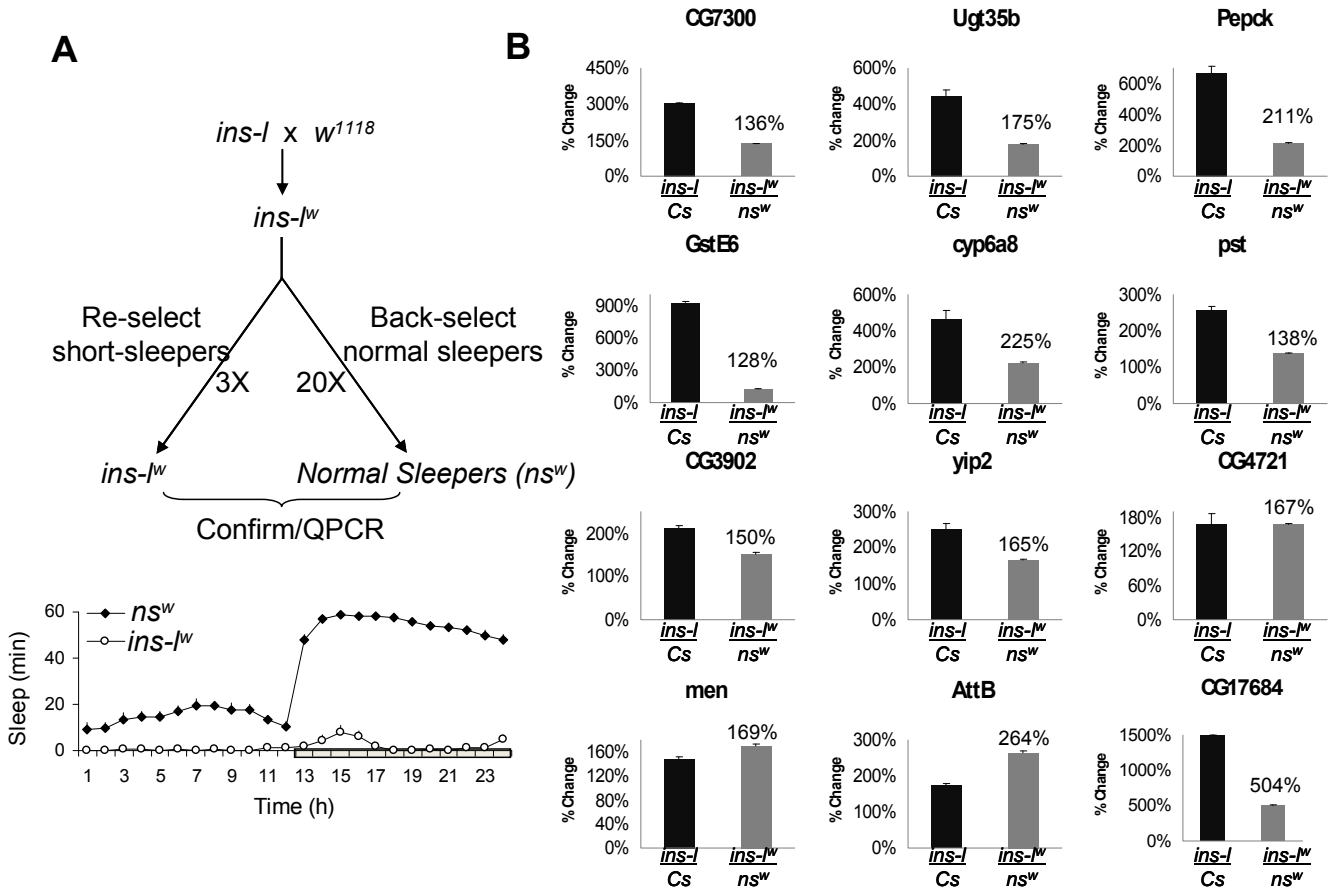 A
ins-l x w1118
ins-lw
Re-select
short-sleepers
Back-select
normal sleepers
3X
20X
ins-lw
Normal Sleepers (nsw)
Confirm/QPCR
nsw
ins-lw
Sleep (min)
60
40
20
0
1 3 5 7 9 11 13 15 17 19 21 23
Time (h)
B
CG7300
% Change
450%
300%
150%
0%
136%
ins-l
Cs
ins-lw
nsw
Ugt35b
% Change
600%
400%
200%
0%
175%
ins-l
Cs
ins-lw
nsw
Pepck
% Change
600%
400%
200%
0%
211%
ins-l
Cs
ins-lw
nsw
GstE6
% Change
900%
600%
300%
0%
128%
ins-l
Cs
ins-lw
nsw
cyp6a8
% Change
600%
400%
200%
0%
225%
ins-l
Cs
ins-lw
nsw
pst
% Change
300%
200%
100%
0%
138%
ins-l
Cs
ins-lw
nsw
CG3902
% Change
200%
100%
0%
150%
ins-l
Cs
ins-lw
nsw
yip2
% Change
300%
200%
100%
0%
165%
ins-l
Cs
ins-lw
nsw
CG4721
% Change
180%
120%
60%
0%
167%
ins-l
Cs
ins-lw
nsw
men
% Change
160%
120%
80%
40%
0%
169%
ins-l
Cs
ins-lw
nsw
AttB
% Change
300%
200%
100%
0%
264%
ins-l
Cs
ins-lw
nsw
CG17684
% Change
1500%
1000%
500%
0%
504%
ins-l
Cs
ins-lw
nsw